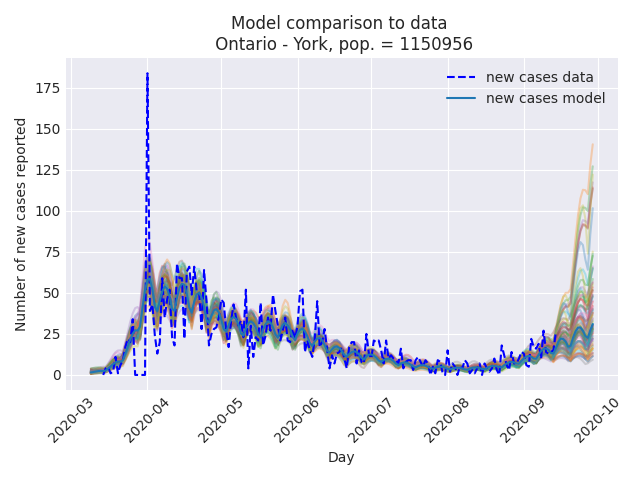 Model comparison to data
Ontario - York, pop. = 1150956
new cases data
new cases model
Number of new cases reported
175
150
125
100
75
50
25
0
2020-03
2020-04
2020-05
2020-06
2020-07
2020-08
2020-09
2020-10
Day